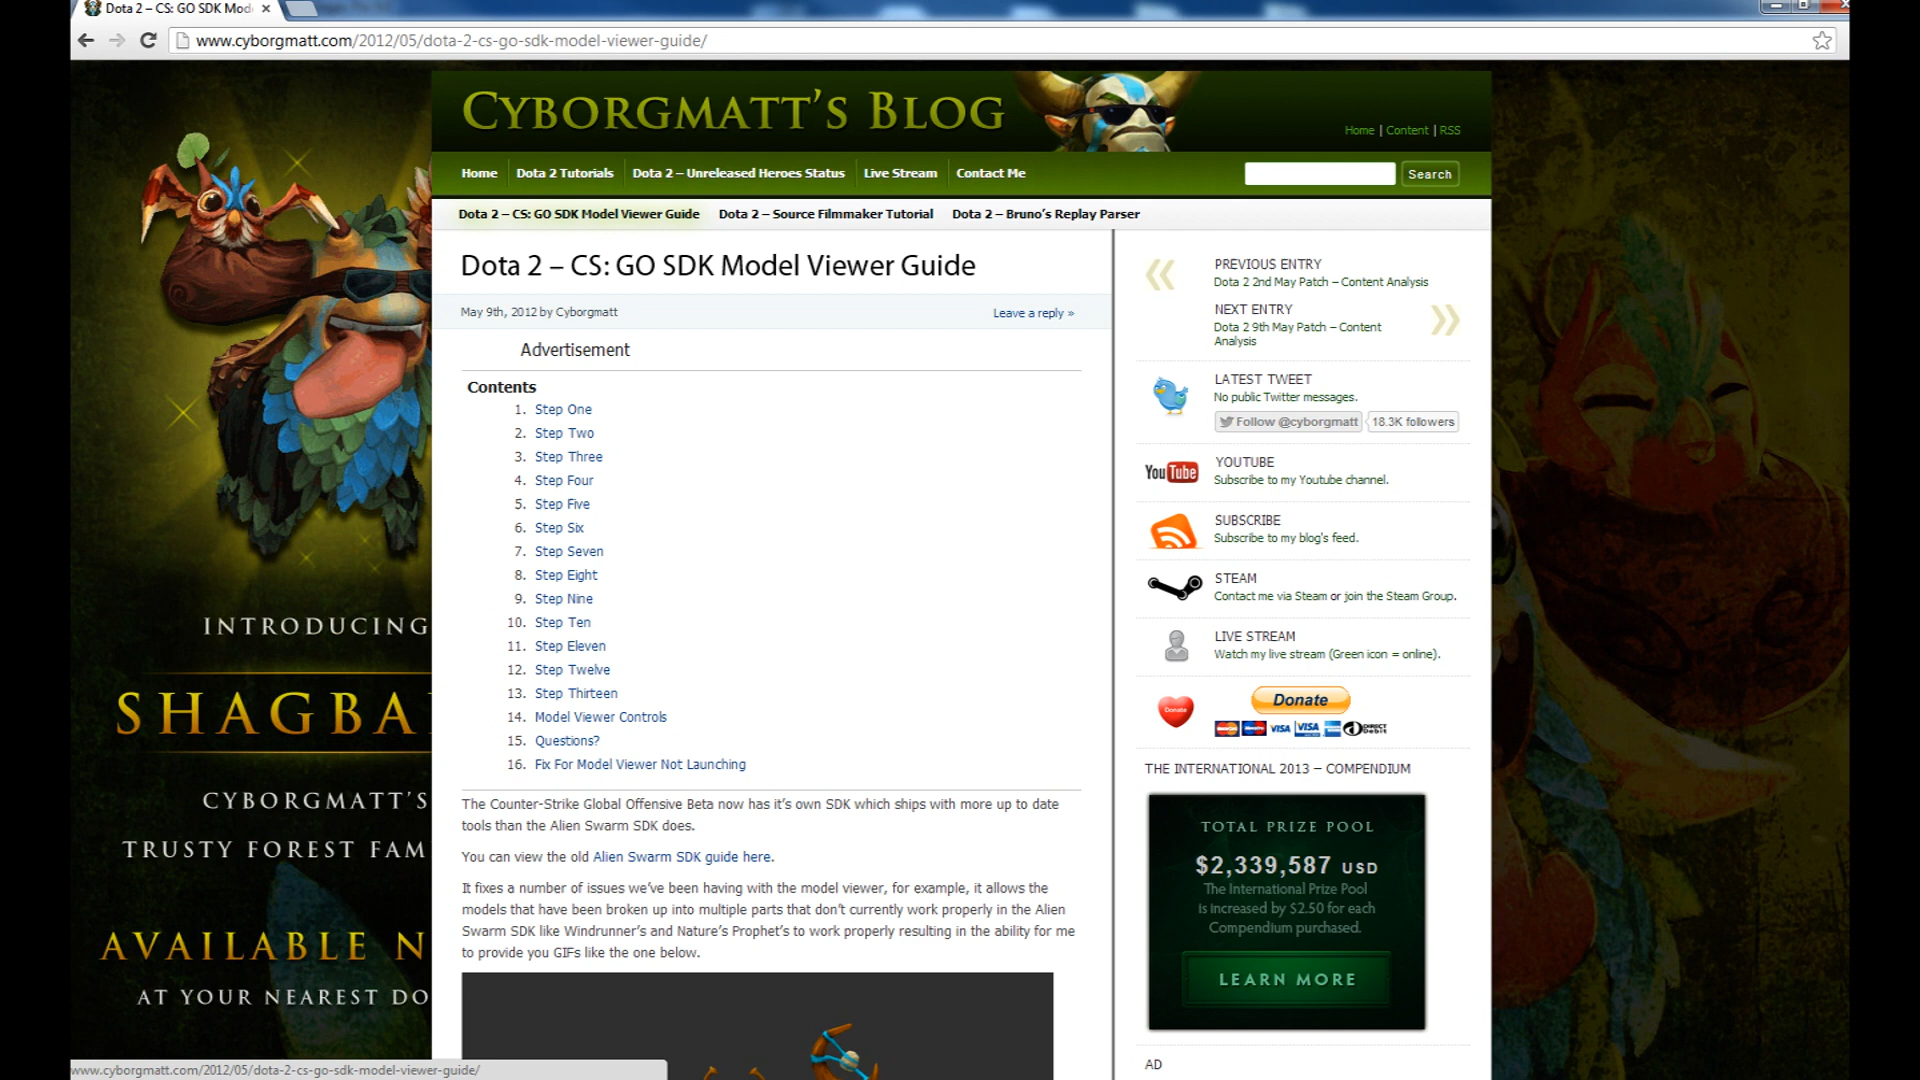 Dota 2 – CS: GO SDK Mod
www.cyborgmatt.com/2012/05/dota-2-cs-go-sdk-model-viewer-guide/
CYBORGMATT'S BLOG
Home | Content | RSS
Home Dota 2 Tutorials Dota 2 – Unreleased Heroes Status Live Stream Contact Me Search
Dota 2 – CS: GO SDK Model Viewer Guide Dota 2 – Source Filmmaker Tutorial Dota 2 – Bruno's Replay Parser
Dota 2 – CS: GO SDK Model Viewer Guide
May 9th, 2012 by Cyborgmatt Leave a reply »
Advertisement
Contents
1. Step One
2. Step Two
3. Step Three
4. Step Four
5. Step Five
6. Step Six
7. Step Seven
8. Step Eight
9. Step Nine
10. Step Ten
11. Step Eleven
12. Step Twelve
13. Step Thirteen
14. Model Viewer Controls
15. Questions?
16. Fix For Model Viewer Not Launching
The Counter-Strike Global Offensive Beta now has it's own SDK which ships with more up to date
tools than the Alien Swarm SDK does.
You can view the old Alien Swarm SDK guide here.
It fixes a number of issues we've been having with the model viewer, for example, it allows the
models that have been broken up into multiple parts that don't currently work properly in the Alien
Swarm SDK like Windrunner's and Nature's Prophet's to work properly resulting in the ability for me
to provide you GIFs like the one below.
PREVIOUS ENTRY
Dota 2 2nd May Patch – Content Analysis
NEXT ENTRY
Dota 2 9th May Patch – Content
Analysis
LATEST TWEET
No public Twitter messages.
Follow @cyborgmatt 18.3K followers
YouTube
YOUTUBE
Subscribe to my Youtube channel.
SUBSCRIBE
Subscribe to my blog's feed.
STEAM
Contact me via Steam or join the Steam Group.
LIVE STREAM
Watch my live stream (Green icon = online).
Donate
Donate
VISA VISA DIRECT Debit
THE INTERNATIONAL 2013 – COMPENDIUM
TOTAL PRIZE POOL
$2,339,587 USD
The International Prize Pool
is increased by $2.50 for each
Compendium purchased.
LEARN MORE
AD
INTRODUCING
SHAGBA
CYBORGMATT'S
TRUSTY FOREST FAM
AVAILABLE N
AT YOUR NEAREST DO
www.cyborgmatt.com/2012/05/dota-2-cs-go-sdk-model-viewer-guide/